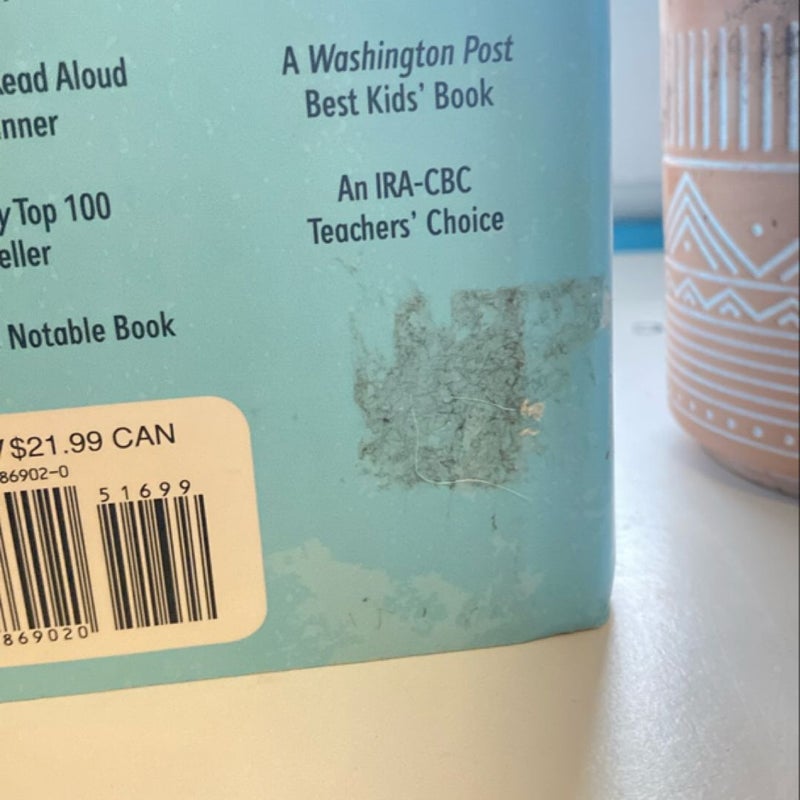 ead Aloud
nner
A Washington Post
Best Kids' Book
y Top 100
eller
An IRA-CBC
Teachers' Choice
Notable Book
$21.99 CAN
86902-0
51699
869020